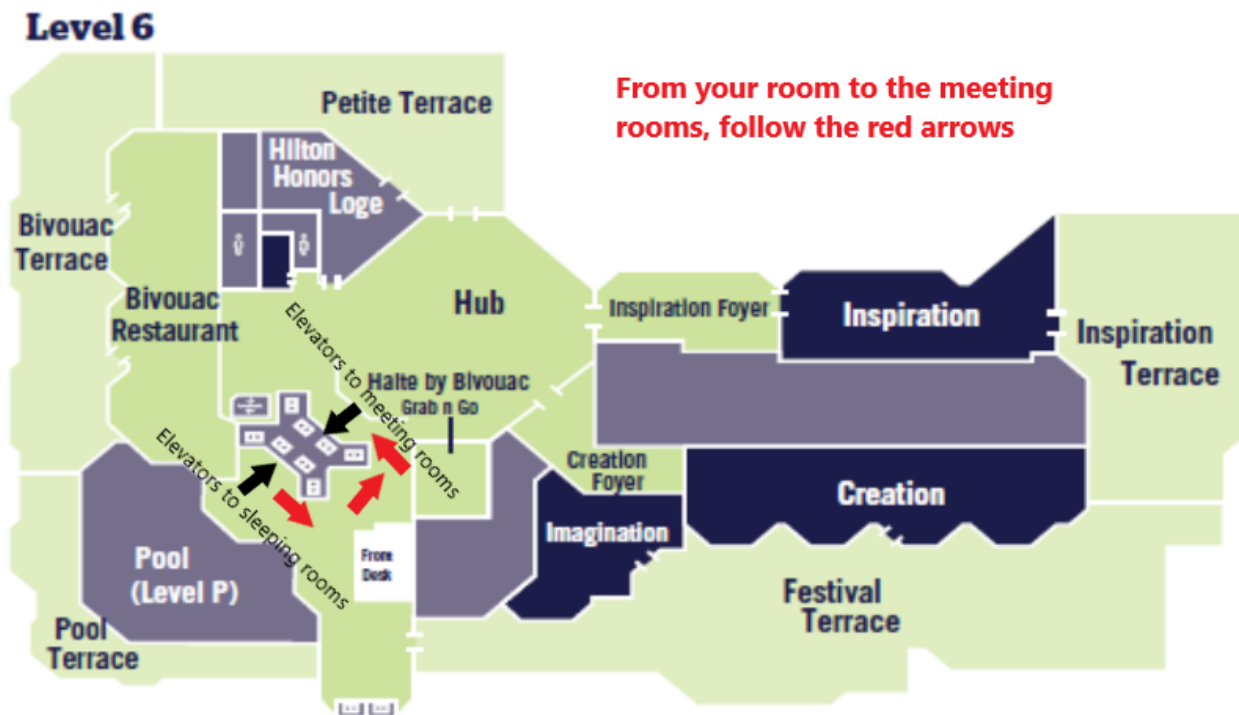 Level 6
From your room to the meeting
rooms, follow the red arrows
Petite Terrace
Hilton
Honors
Loge
Bivouac
Terrace
Bivouac
Restaurant
Hub
Inspiration Foyer
Inspiration
Inspiration
Terrace
Elevators to meeting rooms
Halte by Bivouac
Grab n Go
Elevators to sleeping rooms
Creation
Foyer
Creation
Imagination
Front
Desk
Pool
(Level P)
Pool
Terrace
Festival
Terrace